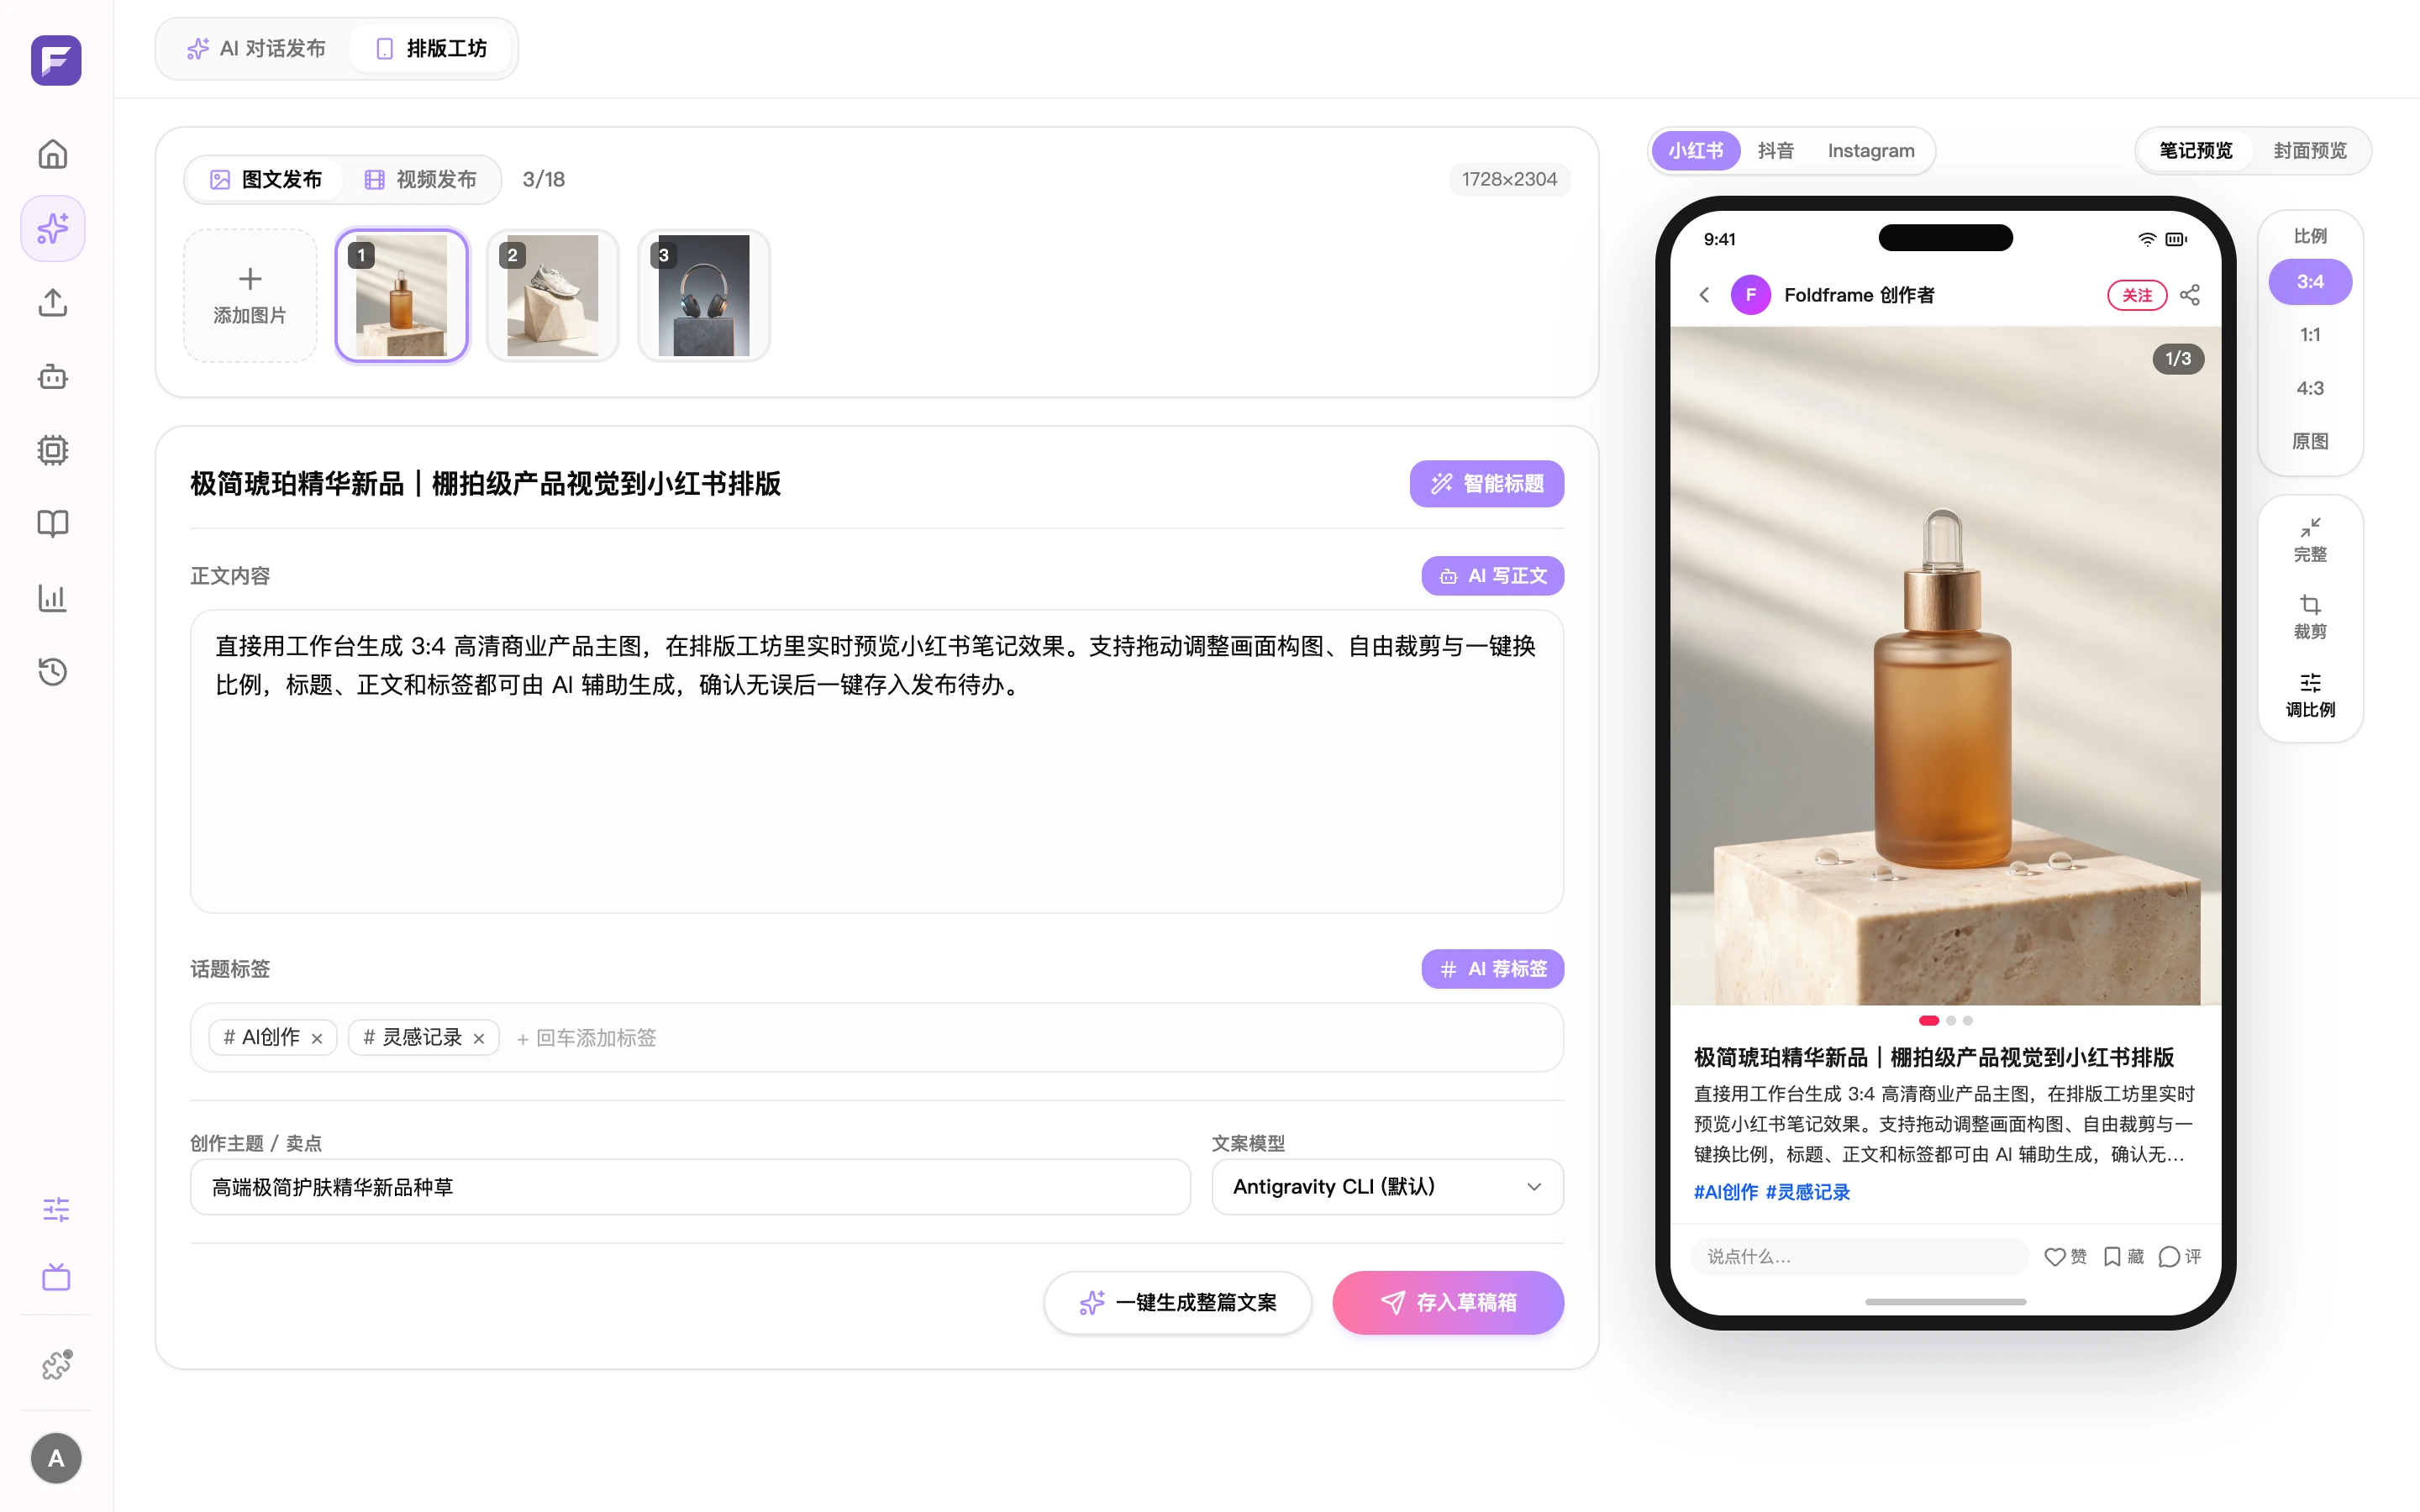 AI 对话发布
排版工坊
图文发布
视频发布
3/18
1728×2304
添加图片
1
2
3
极简琥珀精华新品｜棚拍级产品视觉到小红书排版
智能标题
正文内容
AI 写正文
直接用工作台生成 3:4 高清商业产品主图，在排版工坊里实时预览小红书笔记效果。支持拖动调整画面构图、自由裁剪与一键换
比例，标题、正文和标签都可由 AI 辅助生成，确认无误后一键存入发布待办。
话题标签
# AI 荐标签
# AI创作 ×
# 灵感记录 ×
+ 回车添加标签
创作主题 / 卖点
文案模型
高端极简护肤精华新品种草
Antigravity CLI (默认)
一键生成整篇文案
存入草稿箱
A
小红书
抖音
Instagram
笔记预览
封面预览
9:41
F
Foldframe 创作者
关注
1/3
极简琥珀精华新品｜棚拍级产品视觉到小红书排版
直接用工作台生成 3:4 高清商业产品主图，在排版工坊里实时
预览小红书笔记效果。支持拖动调整画面构图、自由裁剪与一
键换比例，标题、正文和标签都可由 AI 辅助生成，确认无...
#AI创作 #灵感记录
说点什么...
赞
藏
评
比例
3:4
1:1
4:3
原图
完整
裁剪
调比例